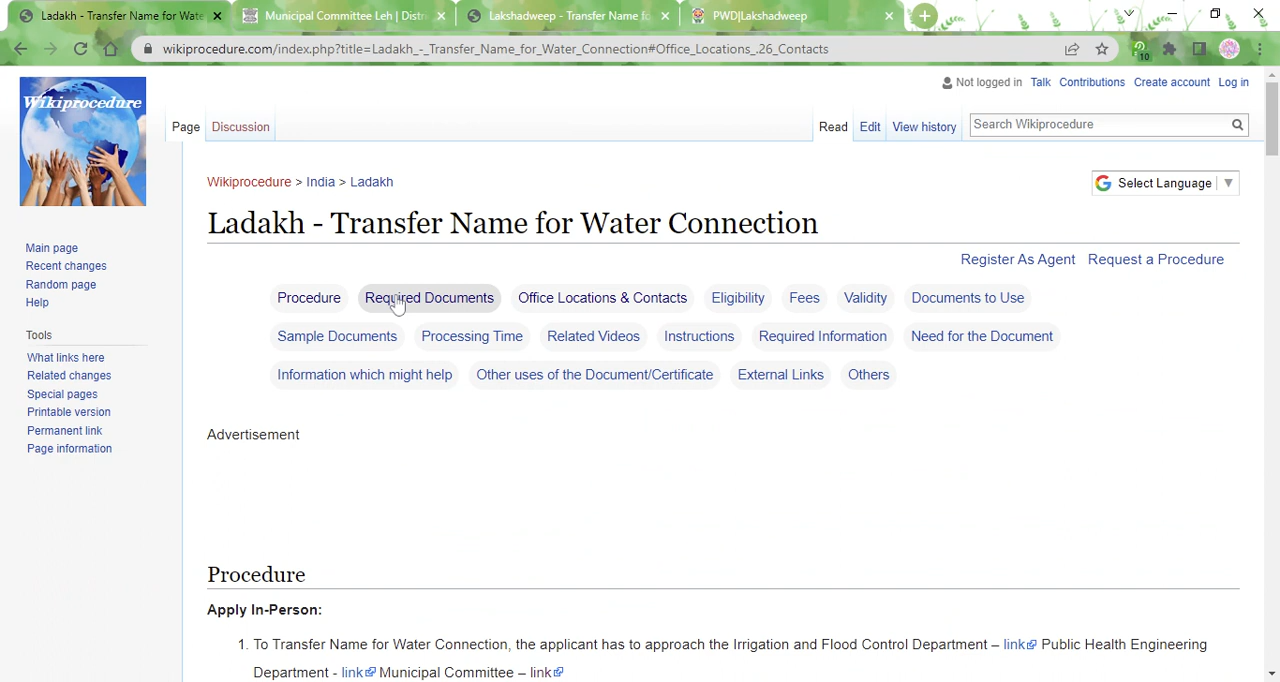 Ladakh - Transfer Name for Wate
Municipal Committee Leh | Distr
Lakshadweep - Transfer Name fo
PWD|Lakshadweep
wikiprocedure.com/index.php?title=Ladakh_-_Transfer_Name_for_Water_Connection#Office_Locations_.26_Contacts
10
Wikiprocedure
Not logged in Talk Contributions Create account Log in
Page Discussion
Read Edit View history Search Wikiprocedure
Wikiprocedure > India > Ladakh
G Select Language ▼
Ladakh - Transfer Name for Water Connection
Register As Agent Request a Procedure
Main page
Recent changes
Random page
Help
Tools
What links here
Related changes
Special pages
Printable version
Permanent link
Page information
Procedure Required Documents Office Locations & Contacts Eligibility Fees Validity Documents to Use
Sample Documents Processing Time Related Videos Instructions Required Information Need for the Document
Information which might help Other uses of the Document/Certificate External Links Others
Advertisement
Procedure
Apply In-Person:
1. To Transfer Name for Water Connection, the applicant has to approach the Irrigation and Flood Control Department – link Public Health Engineering
Department - link Municipal Committee – link